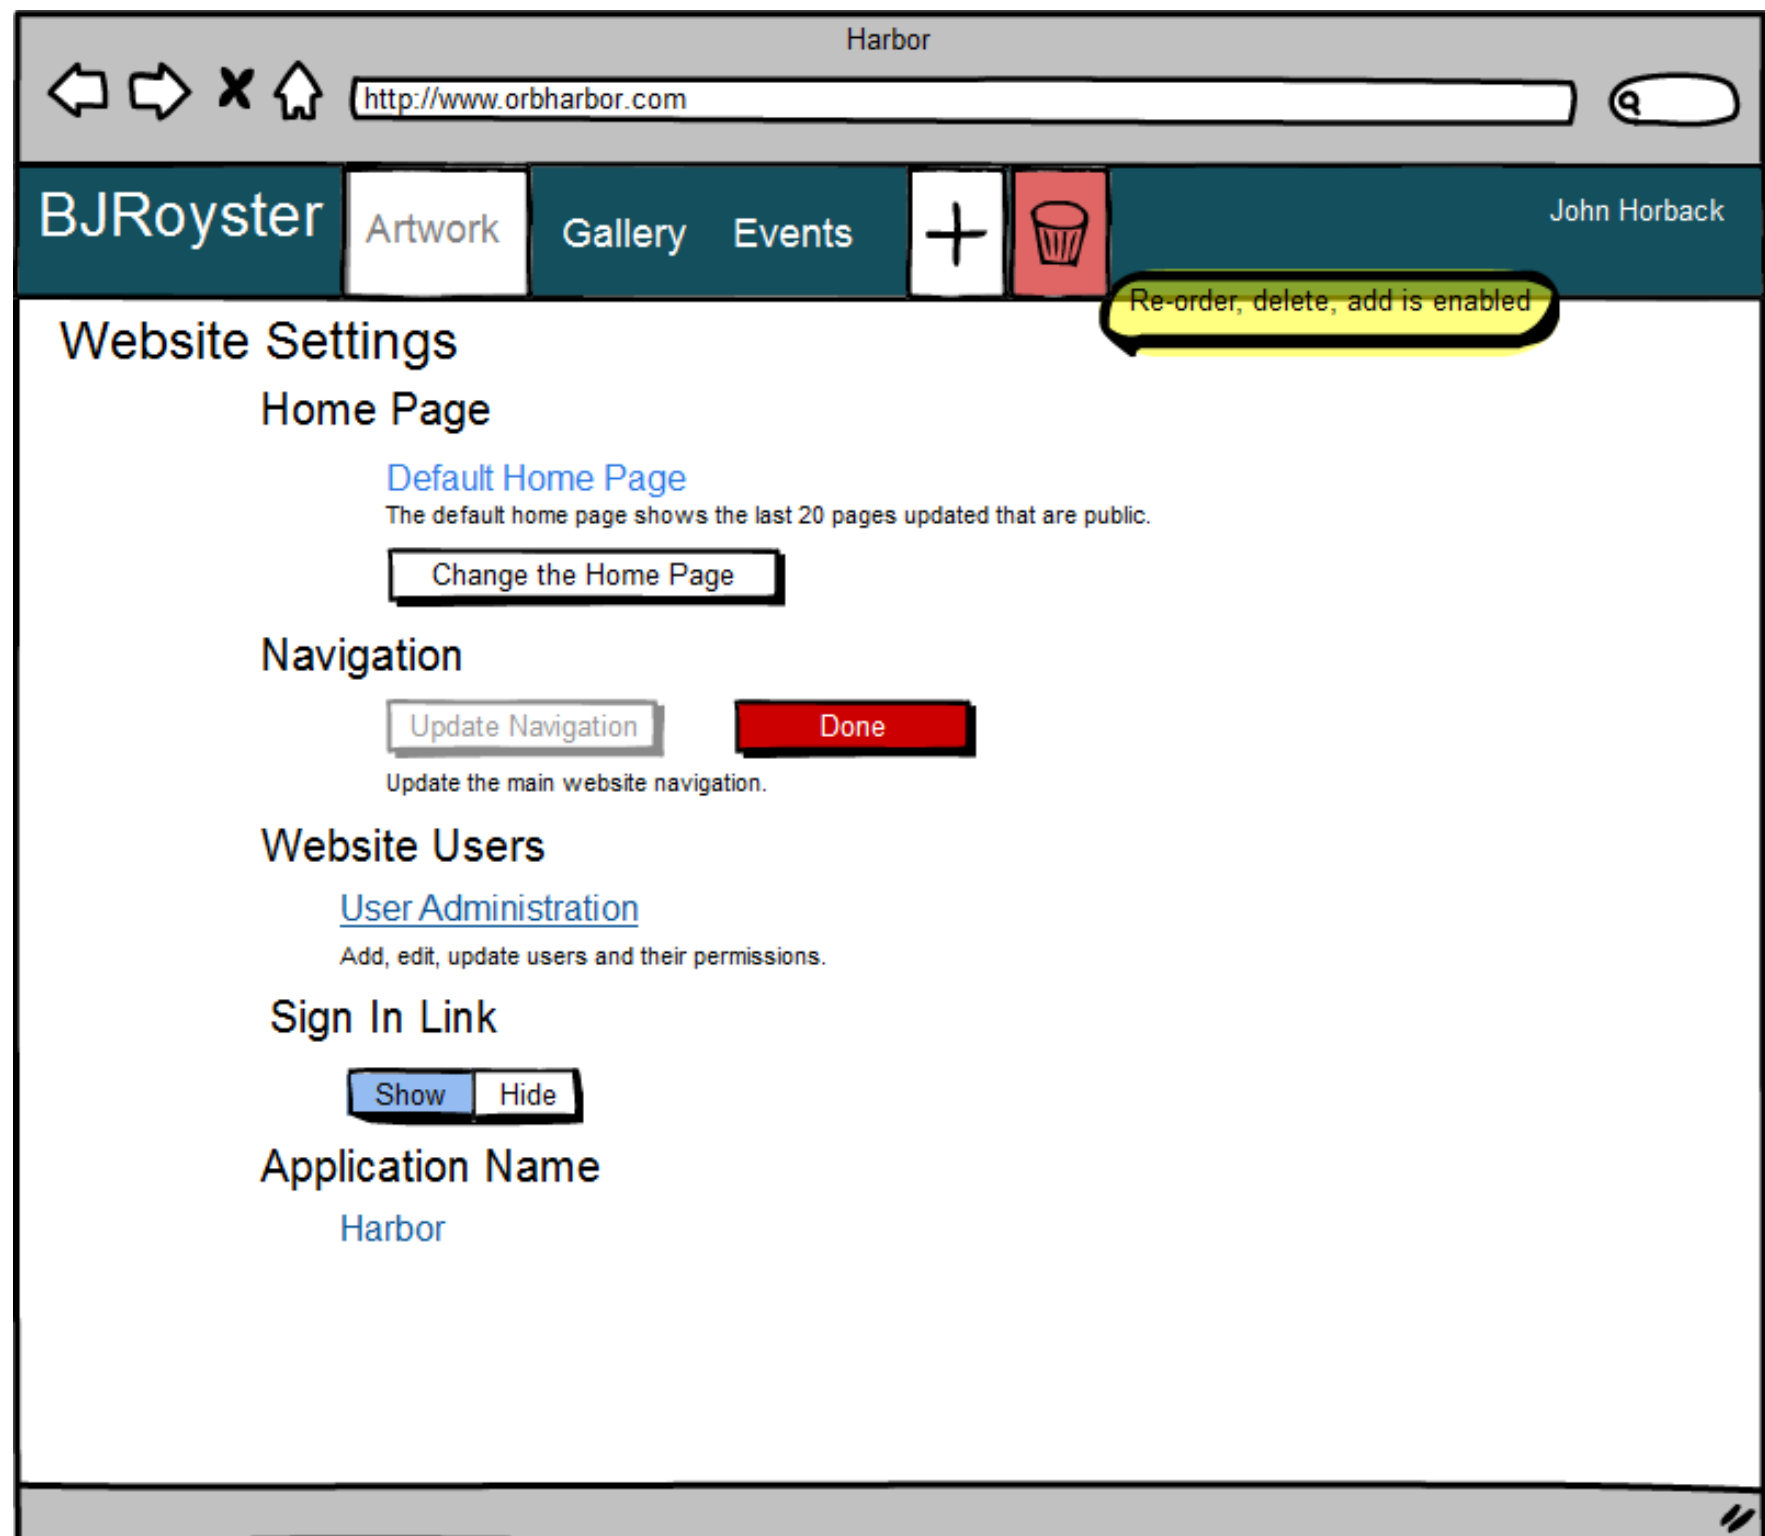 Harbor
http://www.orbharbor.com
BJRoyster Artwork Gallery Events John Horback
Re-order, delete, add is enabled
Website Settings
Home Page
Default Home Page
The default home page shows the last 20 pages updated that are public.
Change the Home Page
Navigation
Update Navigation Done
Update the main website navigation.
Website Users
User Administration
Add, edit, update users and their permissions.
Sign In Link
Show Hide
Application Name
Harbor